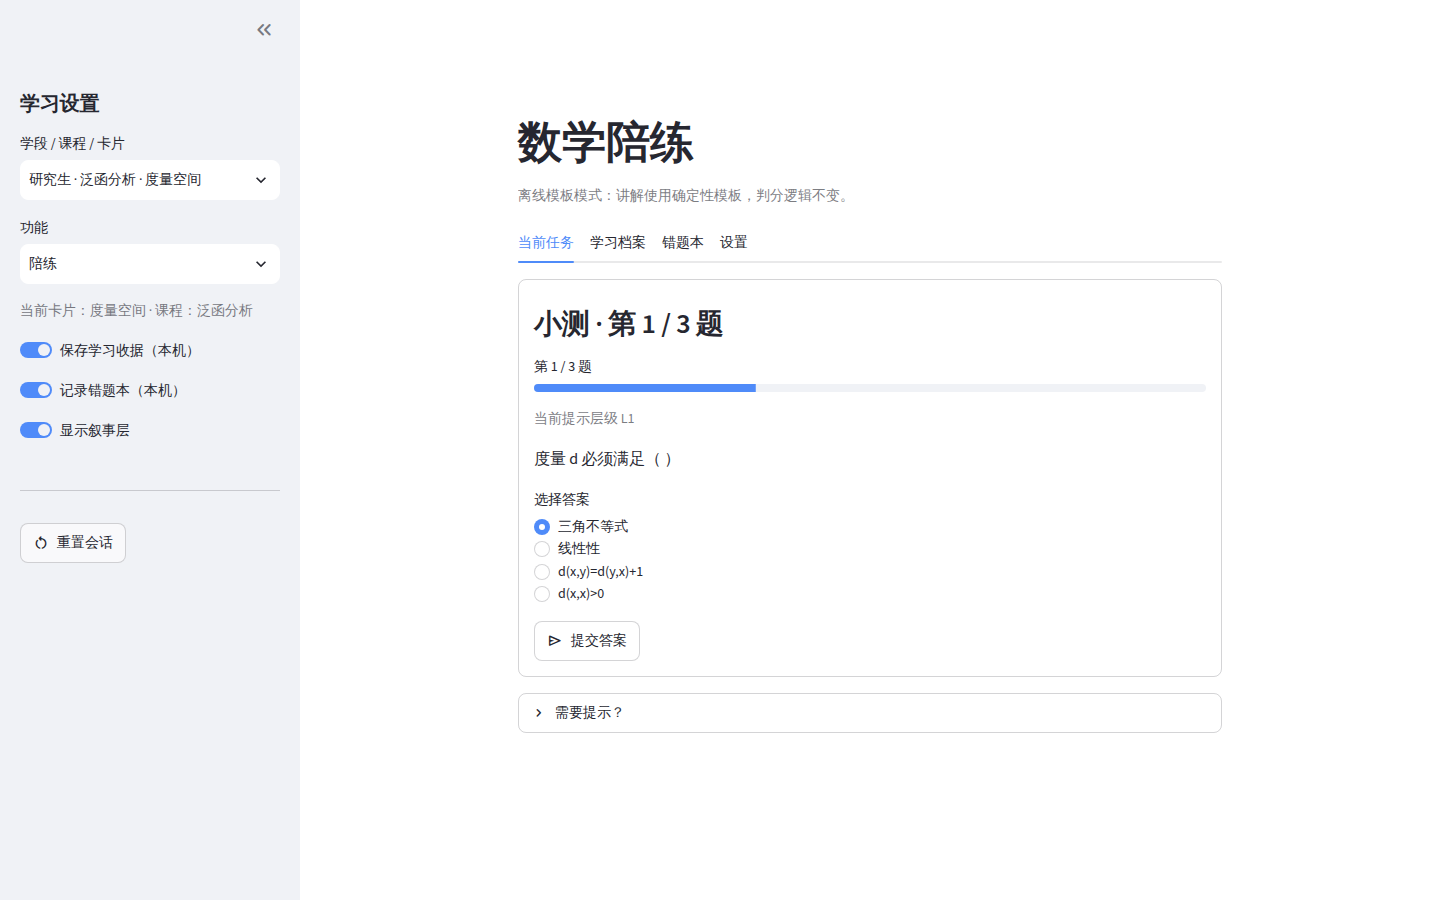 学习设置
学段 / 课程 / 卡片
研究生 · 泛函分析 · 度量空间
功能
陪练
当前卡片：度量空间 · 课程：泛函分析
保存学习收据（本机）
记录错题本（本机）
显示叙事层
重置会话
数学陪练
离线模板模式：讲解使用确定性模板，判分逻辑不变。
当前任务 学习档案 错题本 设置
小测 · 第 1 / 3 题
第 1 / 3 题
当前提示层级 L1
度量 d 必须满足（ ）
选择答案
三角不等式
线性性
d(x,y)=d(y,x)+1
d(x,x)>0
提交答案
需要提示？